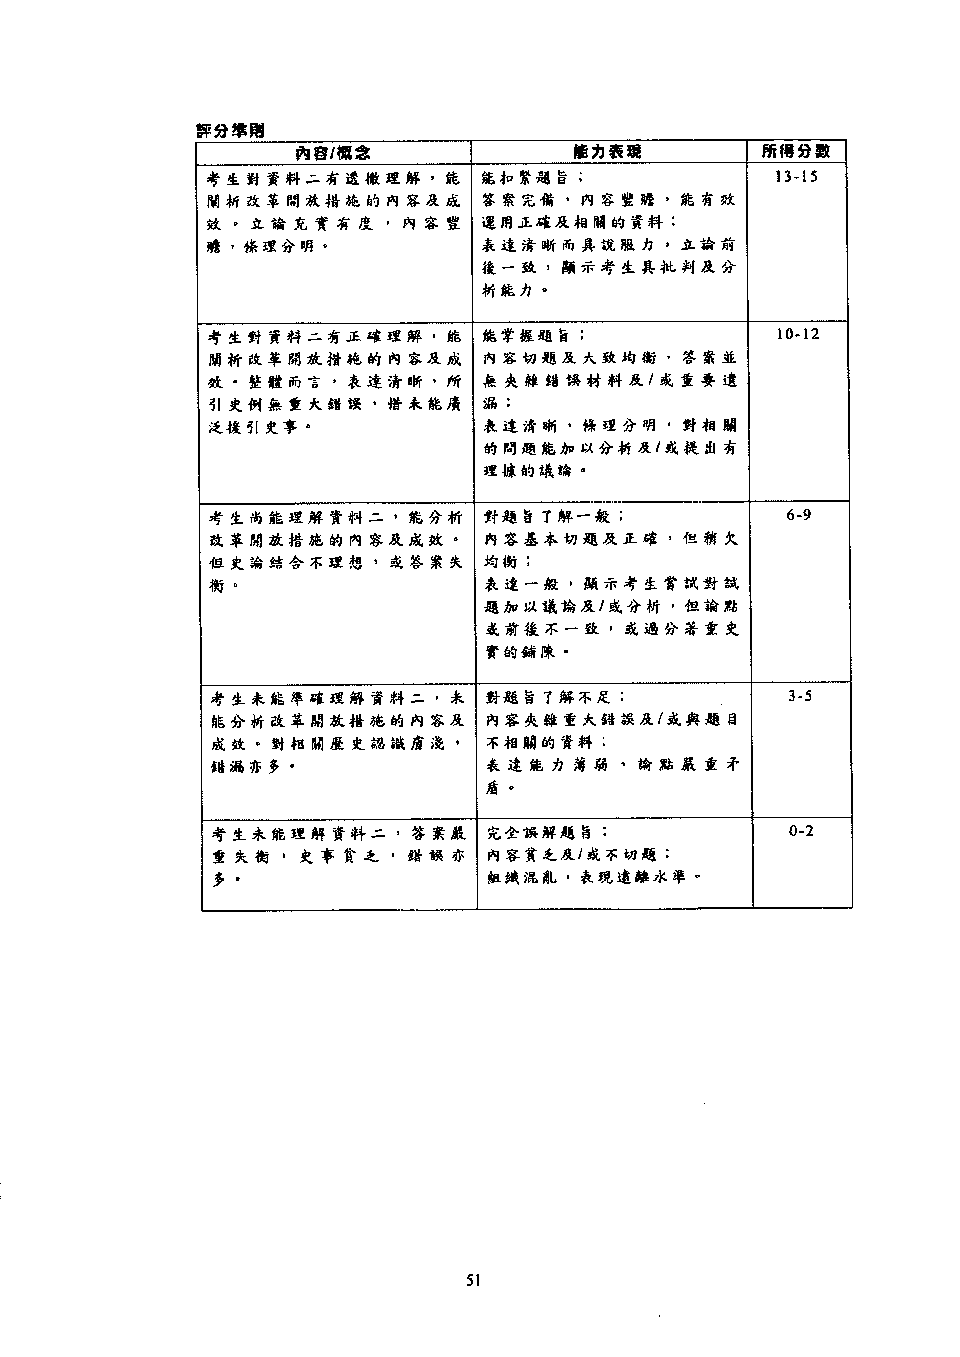 評分準則
內容/概念
能力表現
所得分數
考生對資料二有透徹理解，能
闡析改革開放措施的內容及成
效。立論充實有度，內容豐
贍，條理分明。
能扣緊題旨；
答案完備，內容豐贍，能有效
運用正確及相關的資料；
表達清晰而具說服力，立論前
後一致，顯示考生具批判及分
析能力。
13-15
考生對資料二有正確理解，能
闡析改革開放措施的內容及成
效。整體而言，表達清晰，所
引史例無重大錯誤，惜未能廣
泛援引史事。
能掌握題旨；
內容切題及大致均衡，答案並
無夾雜錯誤材料及/或重要遺
漏；
表達清晰，條理分明，對相關
的問題能加以分析及/或提出有
理據的議論。
10-12
考生尚能理解資料二，能分析
改革開放措施的內容及成效。
但史論結合不理想，或答案失
衡。
對題旨了解一般；
內容基本切題及正確，但稍欠
均衡；
表達一般，顯示考生嘗試對試
題加以議論及/或分析，但論點
或前後不一致，或過分著重史
實的鋪陳。
6-9
考生未能準確理解資料二，未
能分析改革開放措施的內容及
成效。對相關歷史認識膚淺，
錯漏亦多。
對題旨了解不足；
內容夾雜重大錯誤及/或與題目
不相關的資料；
表達能力薄弱，論點嚴重矛
盾。
3-5
考生未能理解資料二，答案嚴
重失衡，史事貧乏，錯誤亦
多。
完全誤解題旨；
內容貧乏及/或不切題；
組織混亂，表現遠離水準。
0-2
51